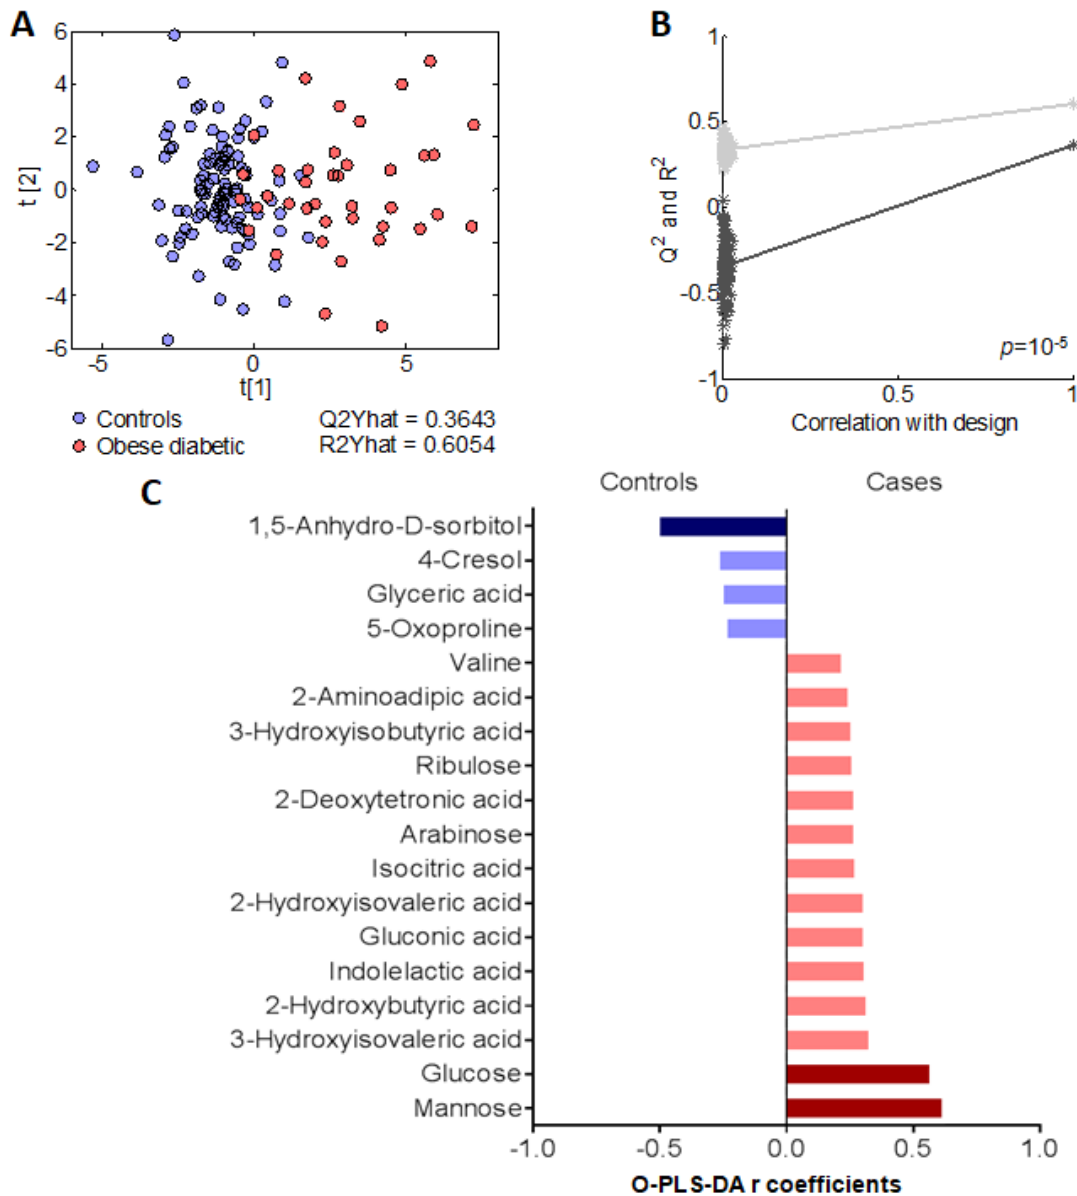 A
6
4
2
0
-2
-4
-6
t [2]
-5
0
5
t[1]
Controls
Q2Yhat = 0.3643
Obese diabetic
R2Yhat = 0.6054
B
1
0.5
0
-0.5
-1
Q² and R²
p=10⁻⁵
0
0.5
1
Correlation with design
C
Controls
Cases
1,5-Anhydro-D-sorbitol
4-Cresol
Glyceric acid
5-Oxoproline
Valine
2-Aminoadipic acid
3-Hydroxyisobutyric acid
Ribulose
2-Deoxytetronic acid
Arabinose
Isocitric acid
2-Hydroxyisovaleric acid
Gluconic acid
Indolelactic acid
2-Hydroxybutyric acid
3-Hydroxyisovaleric acid
Glucose
Mannose
-1.0
-0.5
0.0
0.5
1.0
O-PLS-DA r coefficients